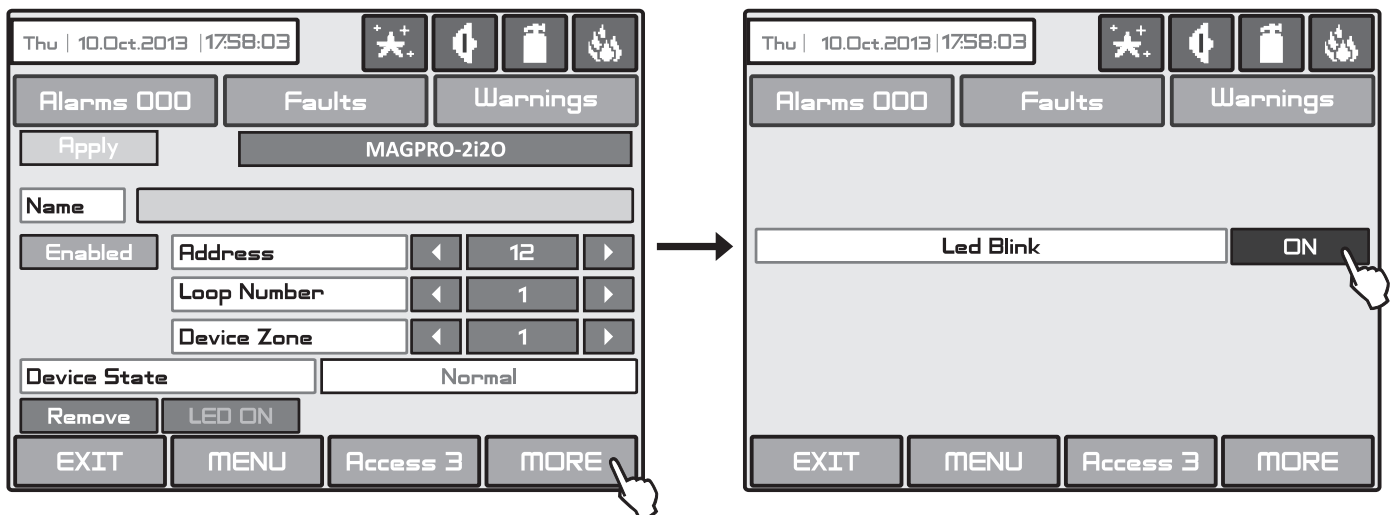 Thu | 10.Oct.2013 | 17:58:03
Alarms 000 Faults Warnings
Apply MAGPRO-2i2O
Name
Enabled Address 12
Loop Number 1
Device Zone 1
Device State Normal
Remove LED ON
EXIT MENU Access 3 MORE
Thu | 10.Oct.2013 | 17:58:03
Alarms 000 Faults Warnings
Led Blink ON
EXIT MENU Access 3 MORE